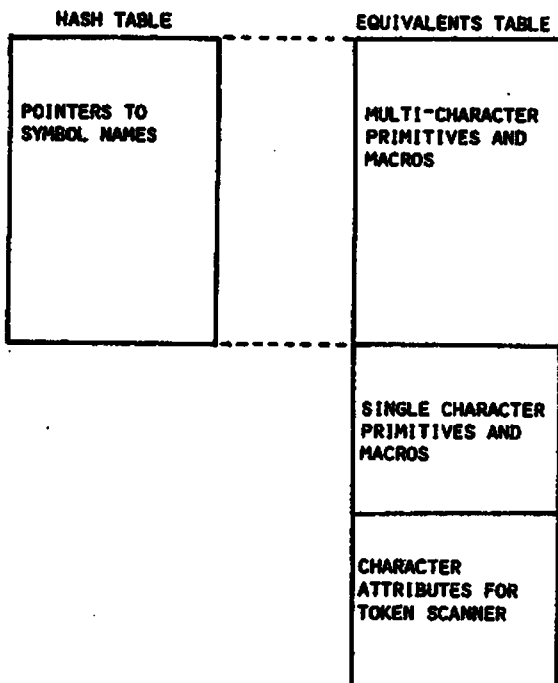 HASH TABLE
EQUIVALENTS TABLE
POINTERS TO
SYMBOL NAMES
MULTI-CHARACTER
PRIMITIVES AND
MACROS
SINGLE CHARACTER
PRIMITIVES AND
MACROS
CHARACTER
ATTRIBUTES FOR
TOKEN SCANNER